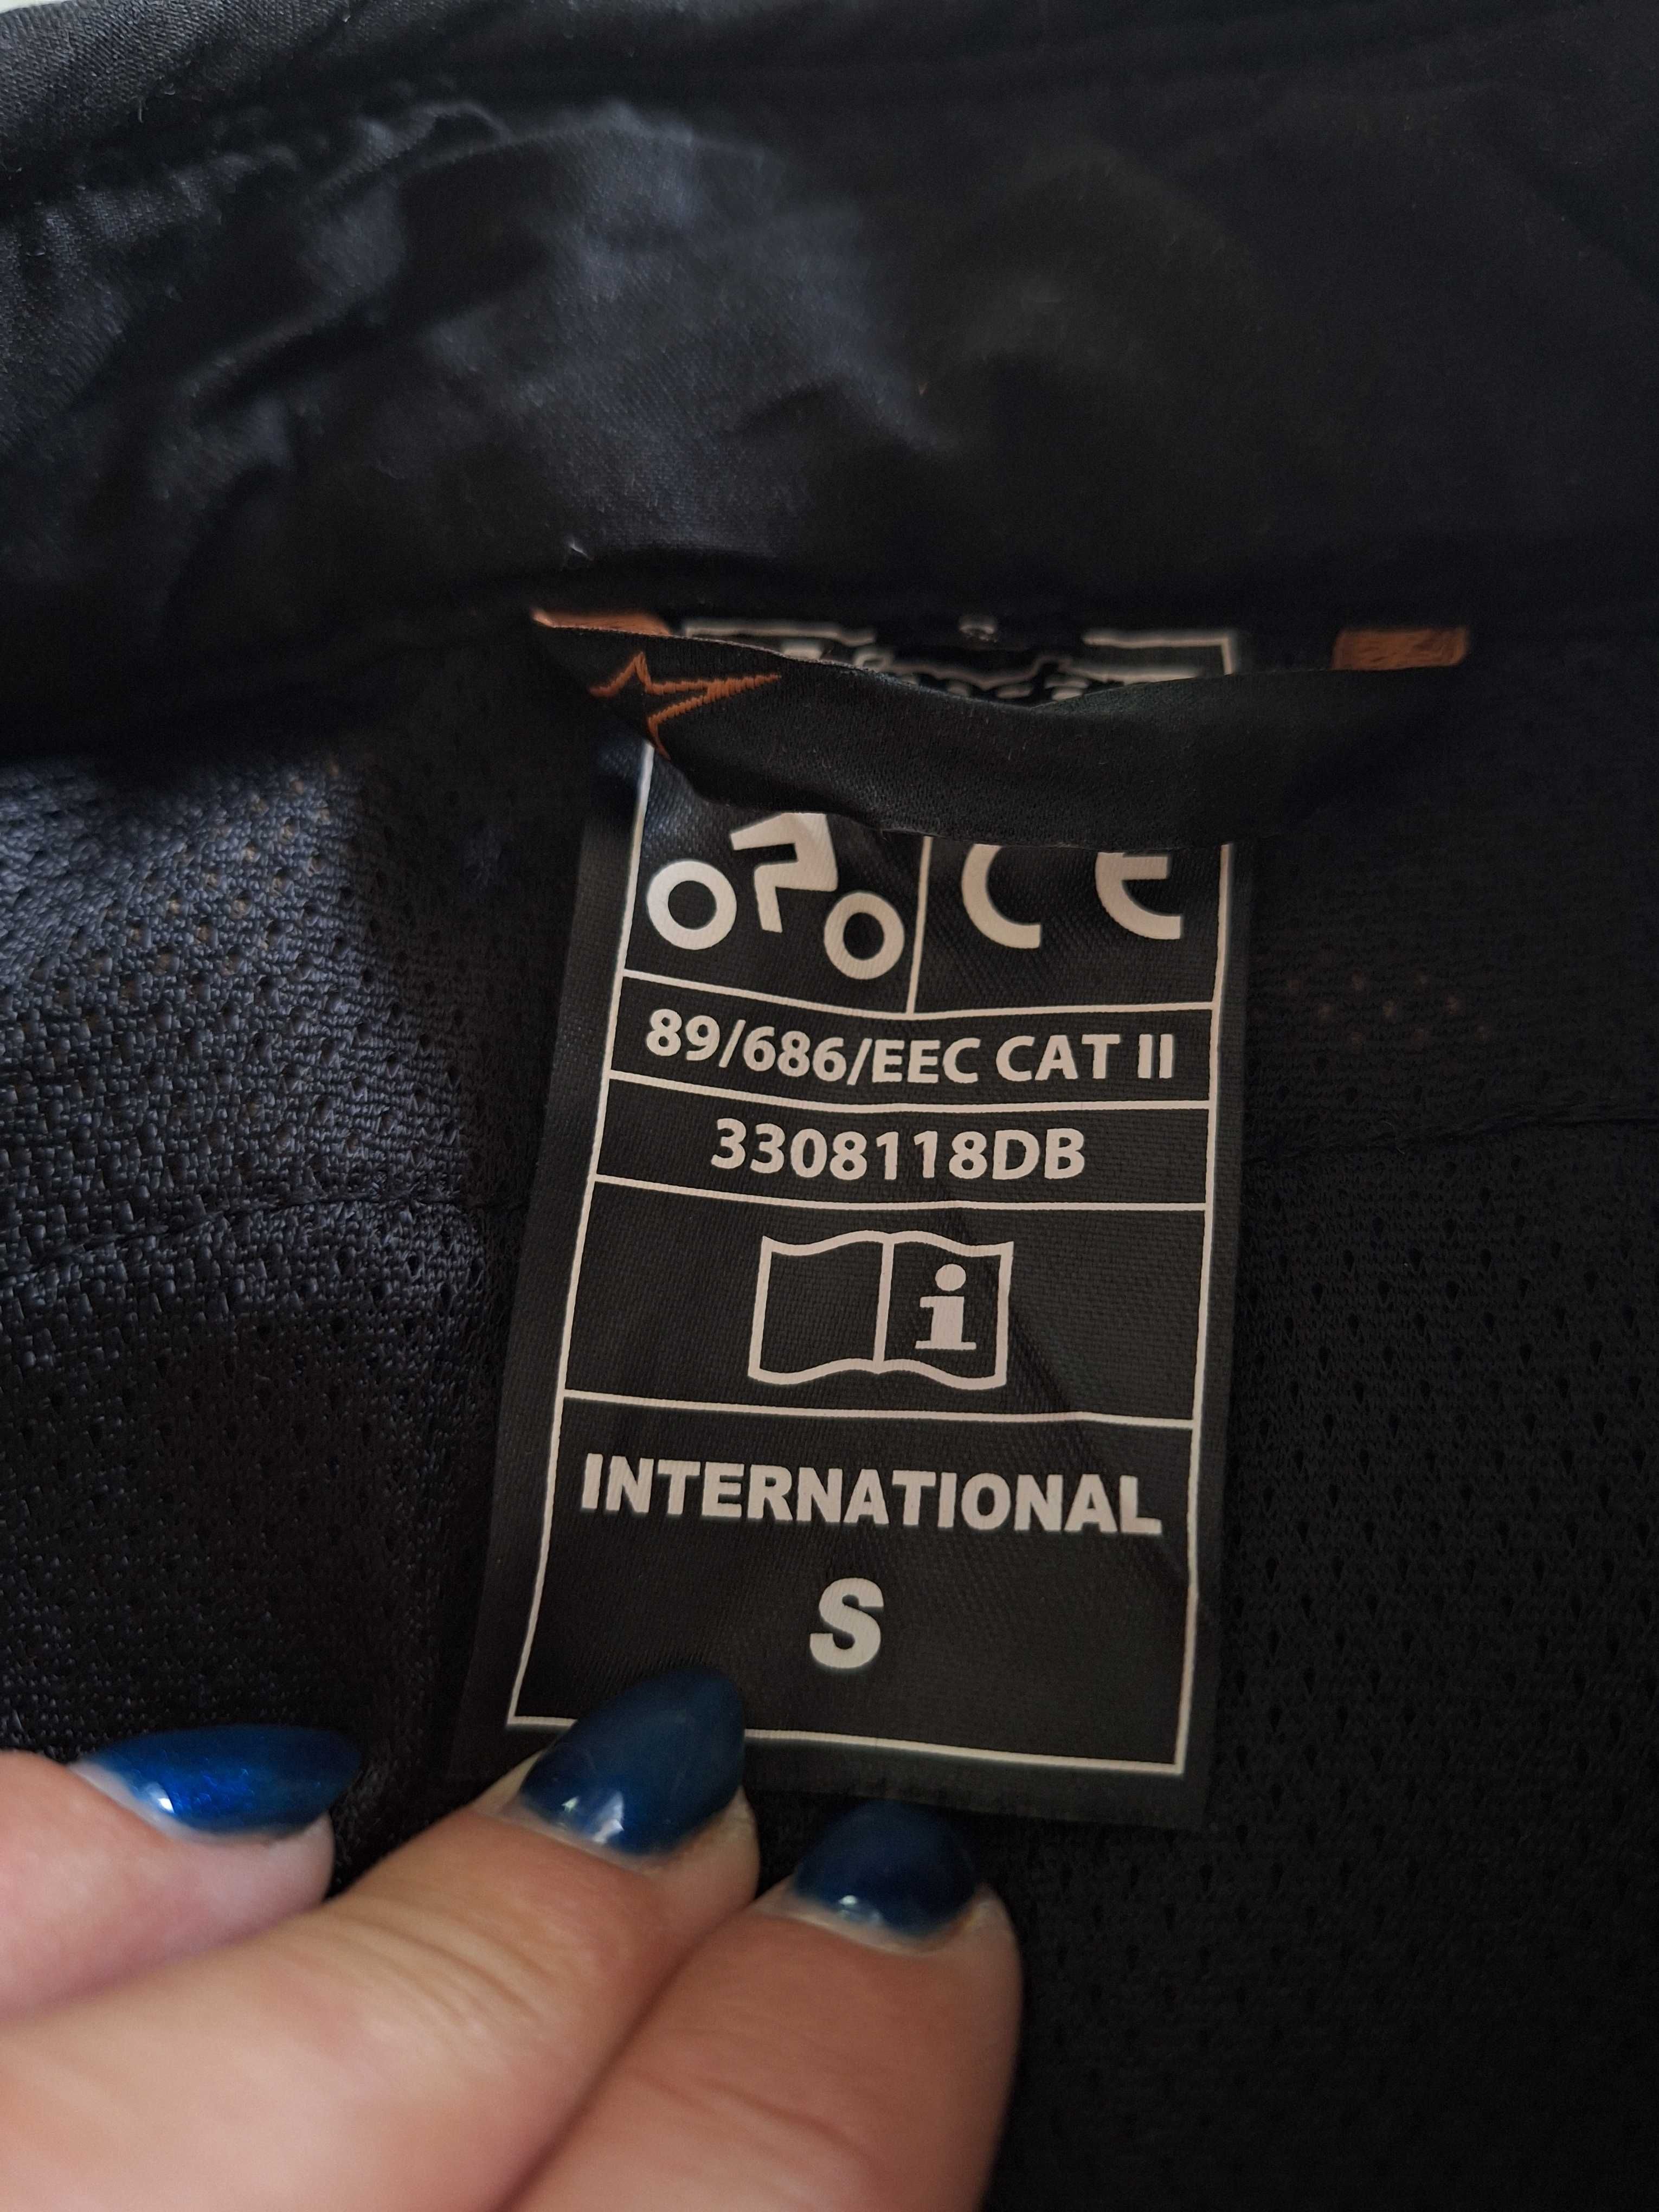 CE
89/686/EEC CAT II
3308118DB
i
INTERNATIONAL
S